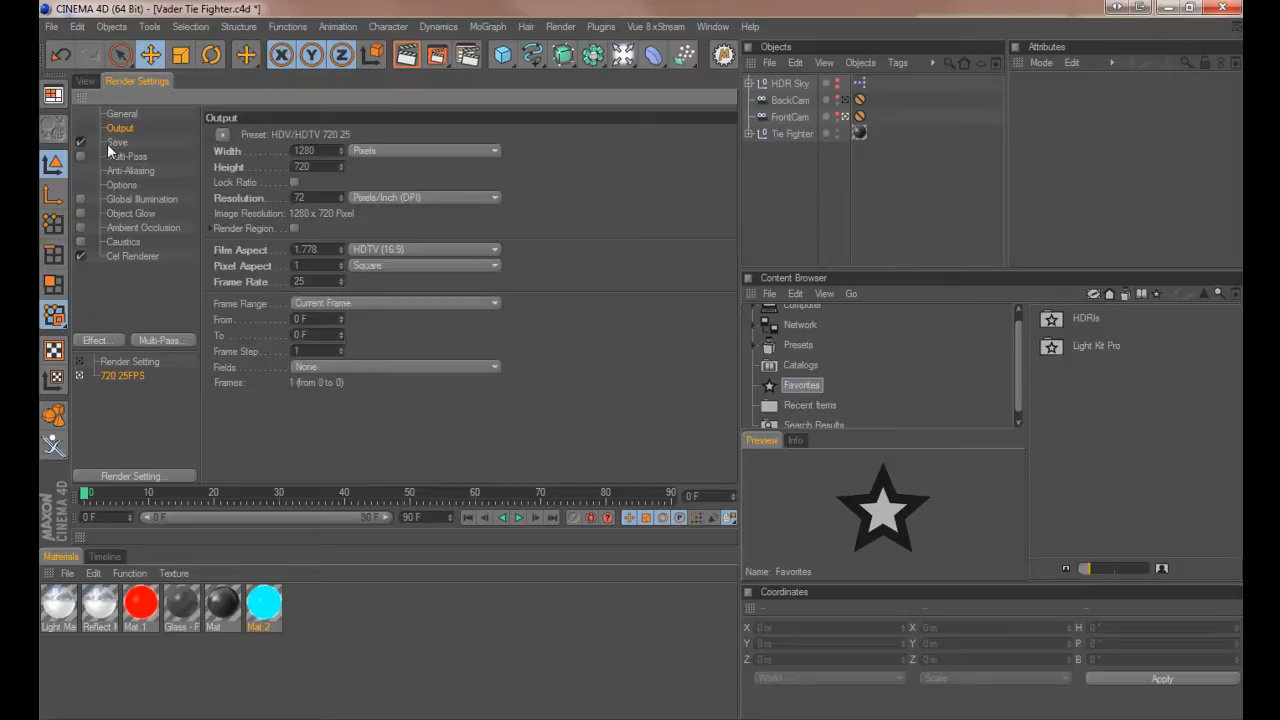 CINEMA 4D (64 Bit) - [Vader Tie Fighter.c4d *]
File Edit Objects Tools Selection Structure Functions Animation Character Dynamics MoGraph Hair Render Plugins Vue 8 xStream Window Help
View Render Settings
General
Output
Save
Multi-Pass
Anti-Aliasing
Options
Global Illumination
Object Glow
Ambient Occlusion
Caustics
Cel Renderer
Effect... Multi-Pass...
Render Setting
720 25FPS
Render Setting...
Output
Preset: HDV/HDTV 720 25
Width 1280 Pixels
Height 720
Lock Ratio
Resolution 72 Pixels/Inch (DPI)
Image Resolution: 1280 x 720 Pixel
Render Region
Film Aspect 1.778 HDTV (16:9)
Pixel Aspect 1 Square
Frame Rate 25
Frame Range Current Frame
From 0 F
To 0 F
Frame Step 1
Fields None
Frames: 1 (from 0 to 0)
0 10 20 30 40 50 60 70 80 90 0 F
0 F 0 F 90 F 90 F
MAXON CINEMA 4D
Materials Timeline
File Edit Function Texture
Light Ma Reflect M Mat.1 Glass - F Mat Mat.2
Objects
File Edit View Objects Tags
HDR Sky
BackCam
FrontCam
Tie Fighter
Attributes
Mode Edit
Content Browser
File Edit View Go
Computer
Network
Presets
Catalogs
Favorites
Recent Items
Search Results
HDRIs
Light Kit Pro
Preview Info
Name: Favorites
Coordinates
X 0 m X 0 m H 0 °
Y 0 m Y 0 m P 0 °
Z 0 m Z 0 m B 0 °
World Scale Apply